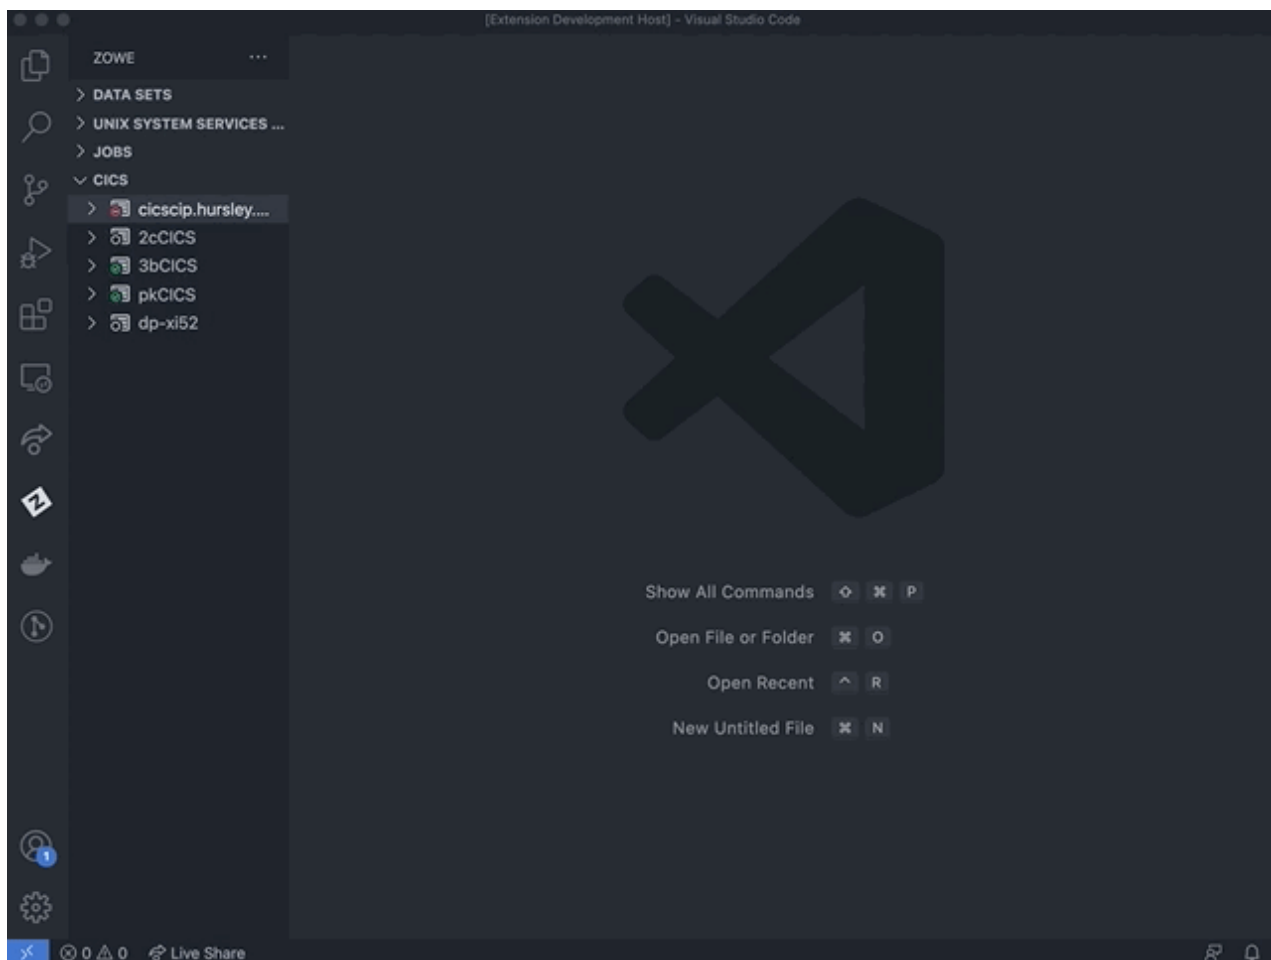 [Extension Development Host] - Visual Studio Code
ZOWE ...
DATA SETS
UNIX SYSTEM SERVICES ...
JOBS
CICS
cicscip.hursley....
2cCICS
3bCICS
pkCICS
dp-xi52
Show All Commands ⌘ P
Open File or Folder ⌘ O
Open Recent ^ R
New Untitled File ⌘ N
1
0 0 Live Share